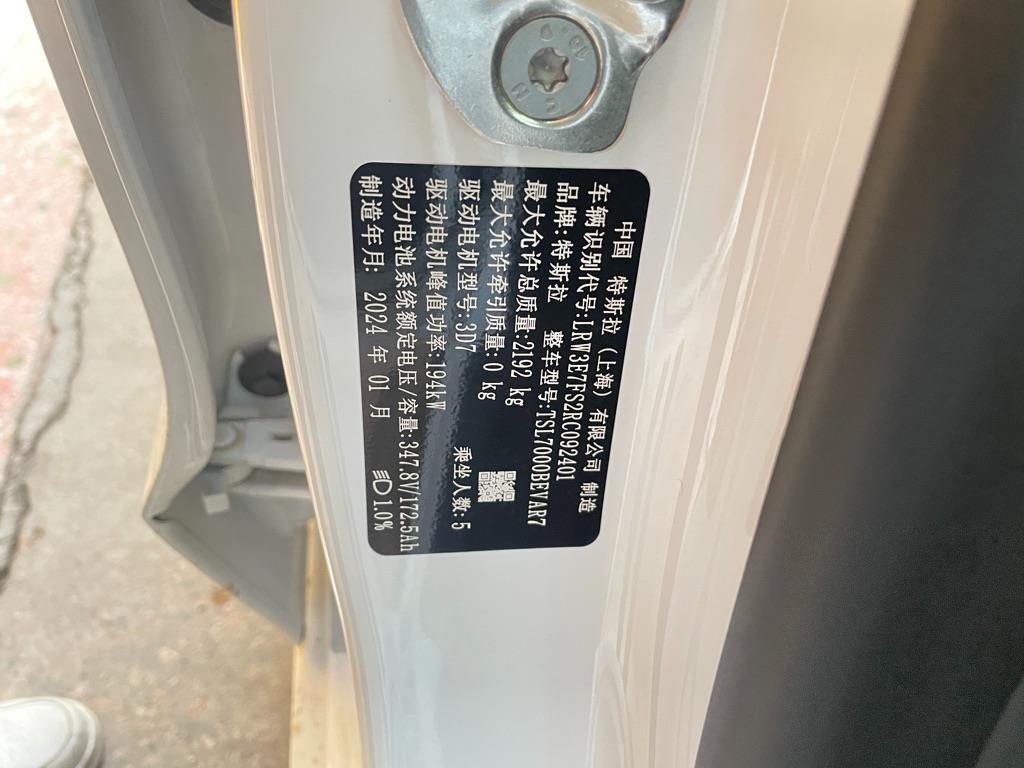 中国 特斯拉（上海）有限公司 制造
车辆识别代号:LRW3E7FS2RC092401
品牌:特斯拉 整车型号:TSL7000BEVAR7
最大允许总质量:2192 kg
最大允许牵引质量:0 kg
驱动电机型号:3D7 乘坐人数:5
驱动电机峰值功率:194kW
动力电池系统额定电压/容量:347.8V/172.5Ah
制造年月: 2024 年 01 月 1.0%